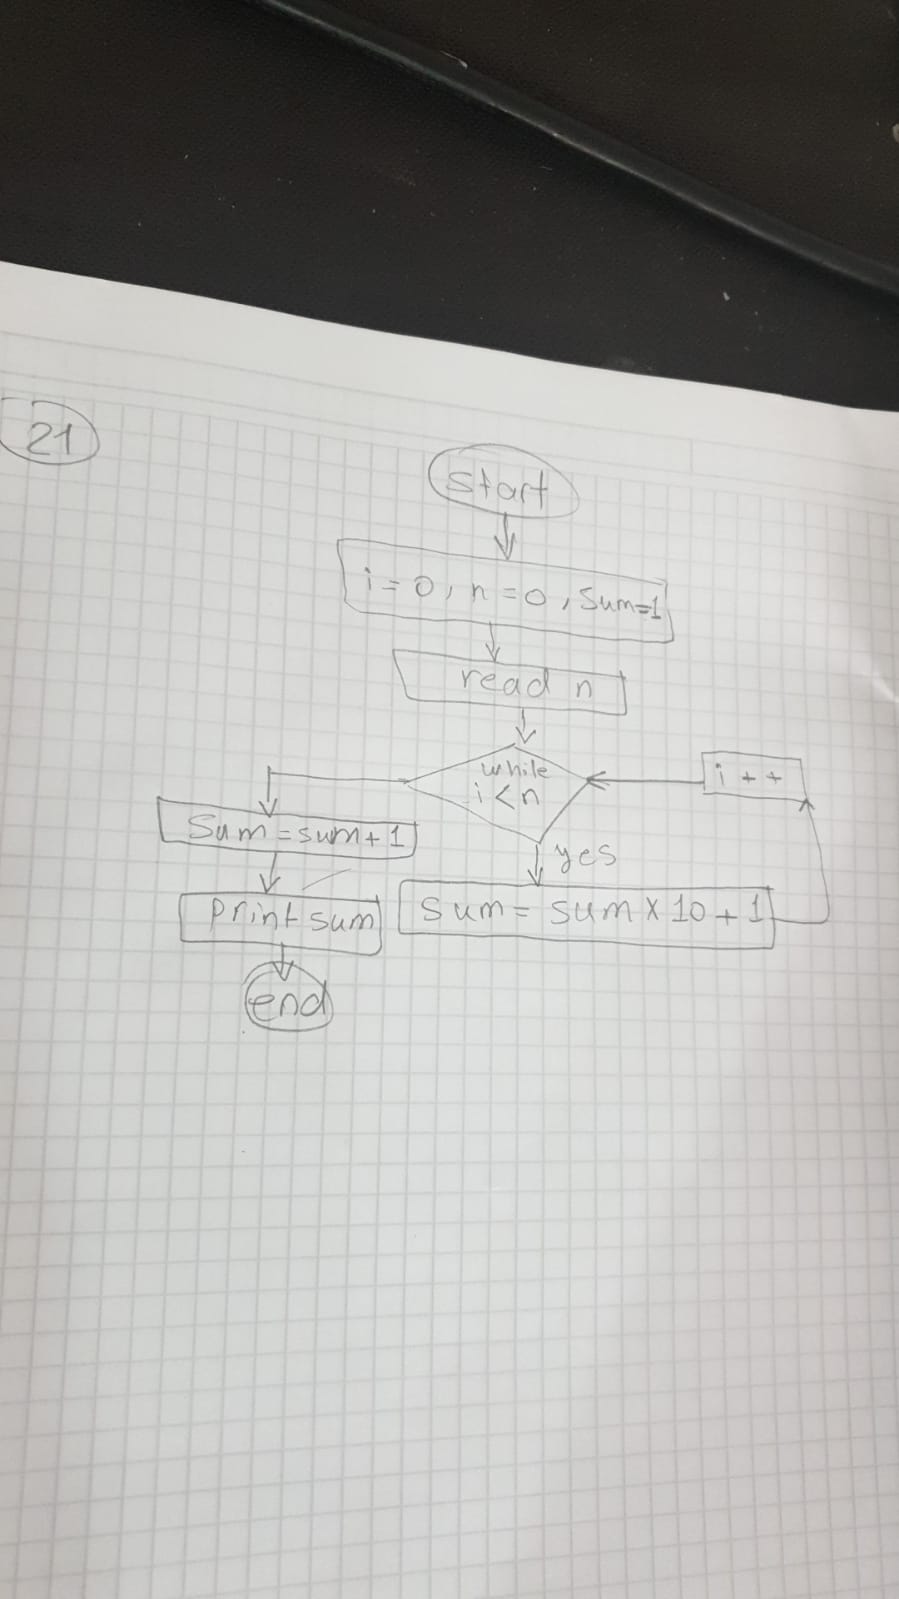 21
start
i = 0, n = 0, Sum=1
read n
while
i < n
i + +
Sum = sum + 1
yes
print sum
Sum = sum x 10 + 1
end